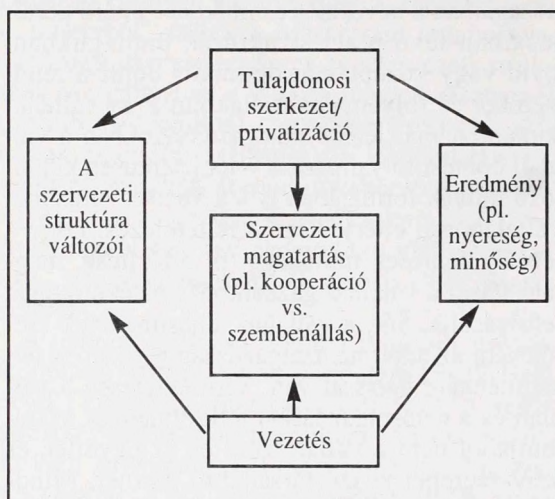 Tulajdonosi
szerkezet/
privatizáció
A
szervezeti
struktúra
változói
Szervezeti
magatartás
(pl. kooperáció
vs.
szembenállás)
Eredmény
(pl.
nyereség,
minőség)
Vezetés